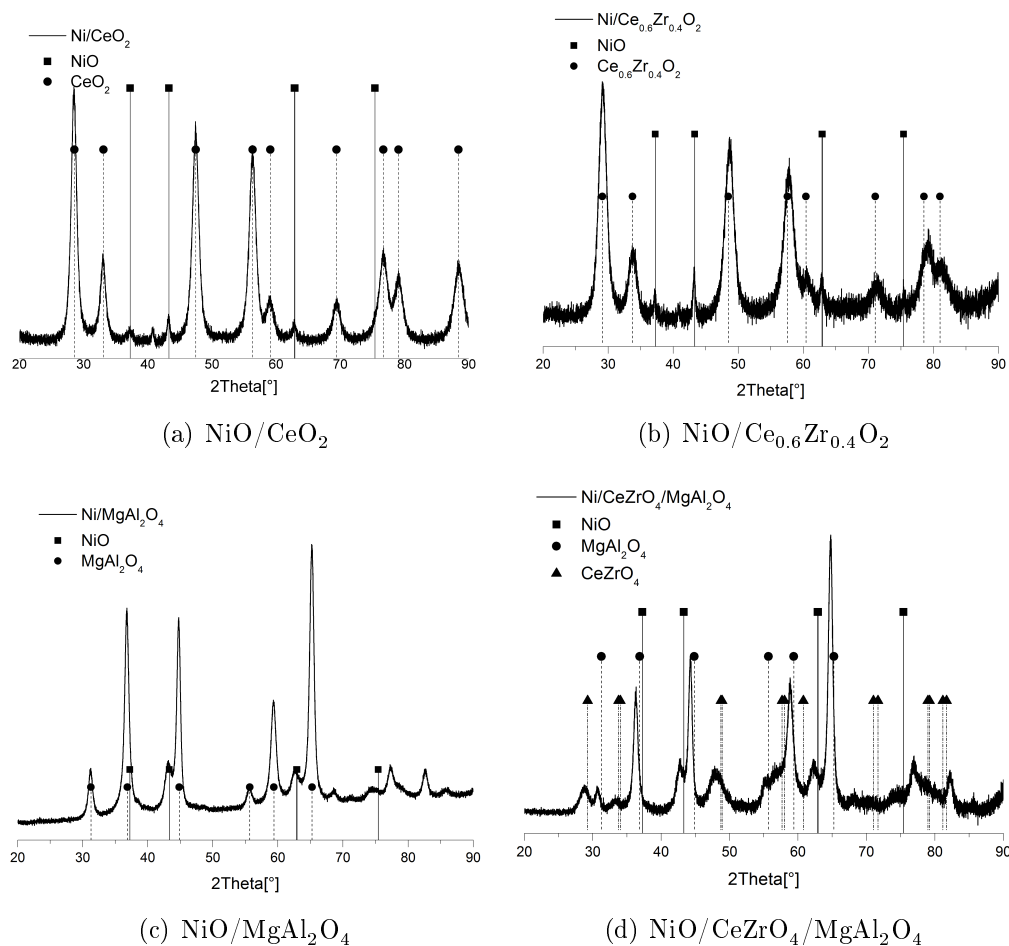 Ni/CeO2
NiO
CeO2
20 30 40 50 60 70 80 90
2Theta[°]
(a) NiO/CeO2
Ni/Ce0.6Zr0.4O2
NiO
Ce0.6Zr0.4O2
20 30 40 50 60 70 80 90
2Theta[°]
(b) NiO/Ce0.6Zr0.4O2
Ni/MgAl2O4
NiO
MgAl2O4
20 30 40 50 60 70 80 90
2Theta[°]
(c) NiO/MgAl2O4
Ni/CeZrO4/MgAl2O4
NiO
MgAl2O4
CeZrO4
20 30 40 50 60 70 80 90
2Theta[°]
(d) NiO/CeZrO4/MgAl2O4